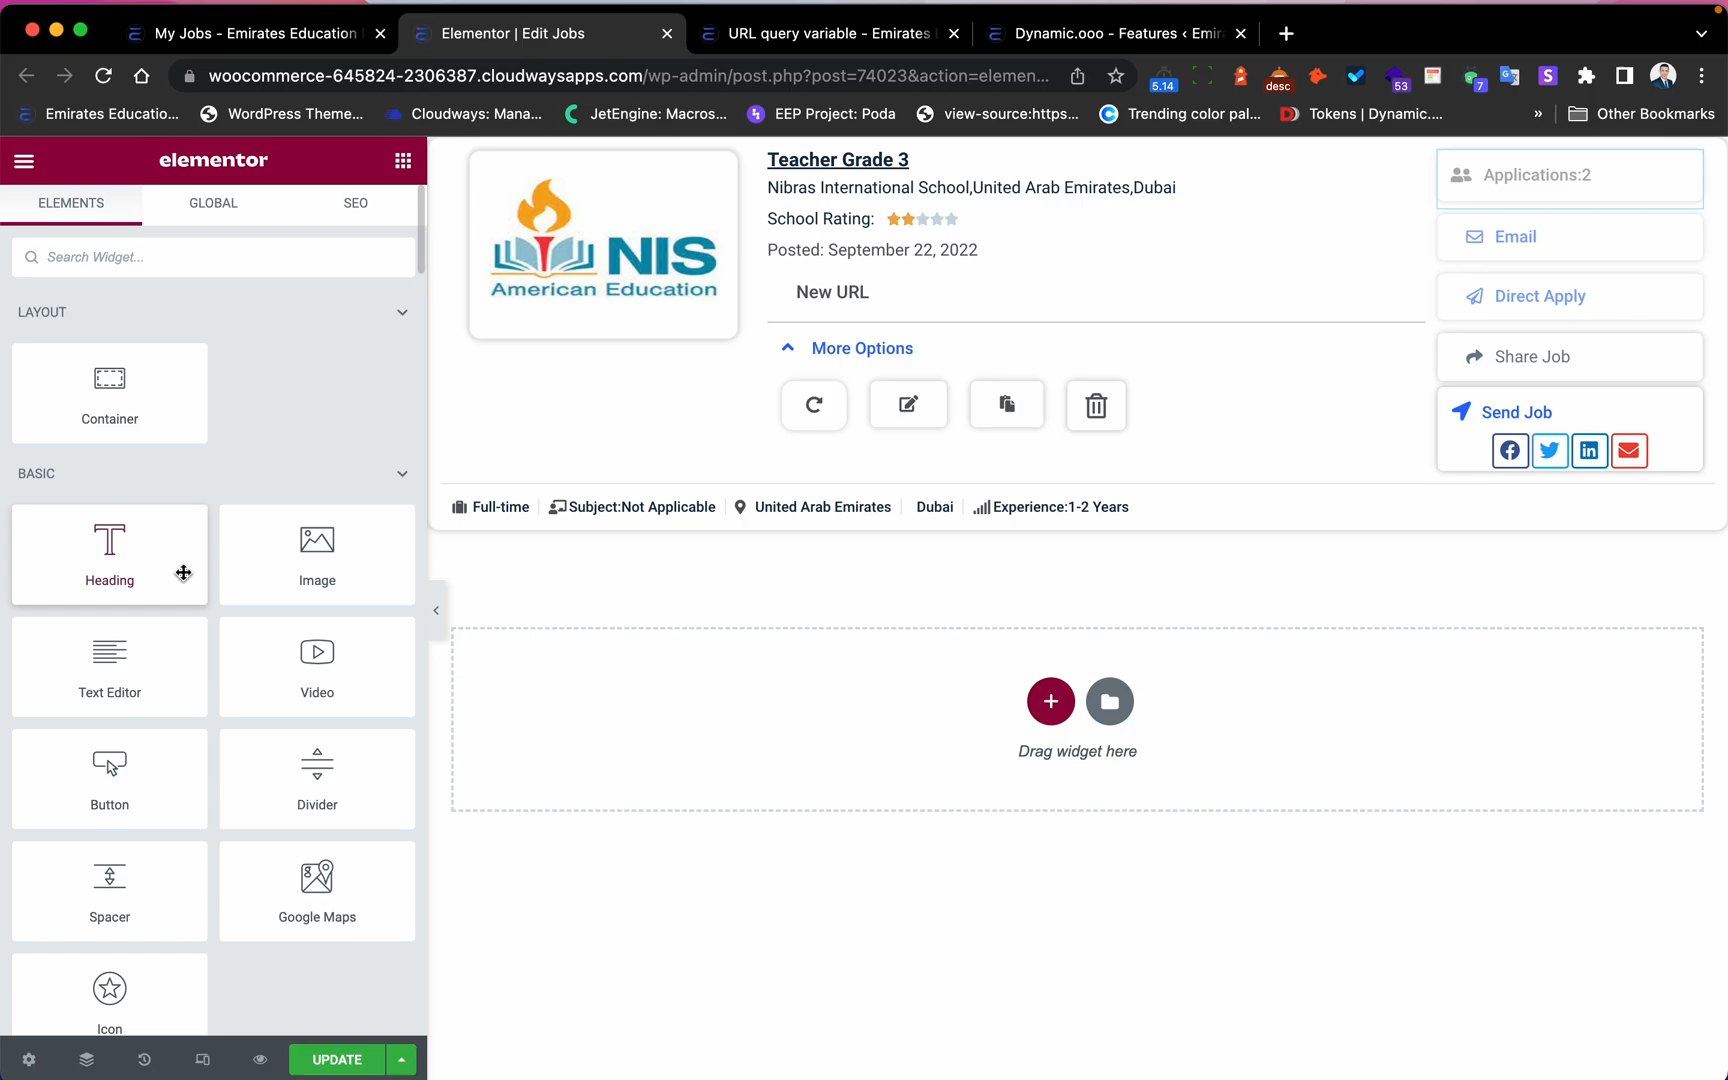 My Jobs - Emirates Education
Elementor | Edit Jobs
URL query variable - Emirates
Dynamic.ooo - Features ‹ Emir
woocommerce-645824-2306387.cloudwaysapps.com/wp-admin/post.php?post=74023&action=elemen...
5.14
desc
53
7
S
Emirates Educatio...
WordPress Theme...
Cloudways: Mana...
JetEngine: Macros...
EEP Project: Poda
view-source:https...
Trending color pal...
Tokens | Dynamic....
»
Other Bookmarks
elementor
ELEMENTS
GLOBAL
SEO
Search Widget...
LAYOUT
Container
BASIC
Heading
Image
Text Editor
Video
Button
Divider
Spacer
Google Maps
Icon
UPDATE
NIS
American Education
Teacher Grade 3
Nibras International School,United Arab Emirates,Dubai
School Rating:
Posted: September 22, 2022
New URL
More Options
Applications:2
Email
Direct Apply
Share Job
Send Job
Full-time
Subject:Not Applicable
United Arab Emirates
Dubai
Experience:1-2 Years
Drag widget here